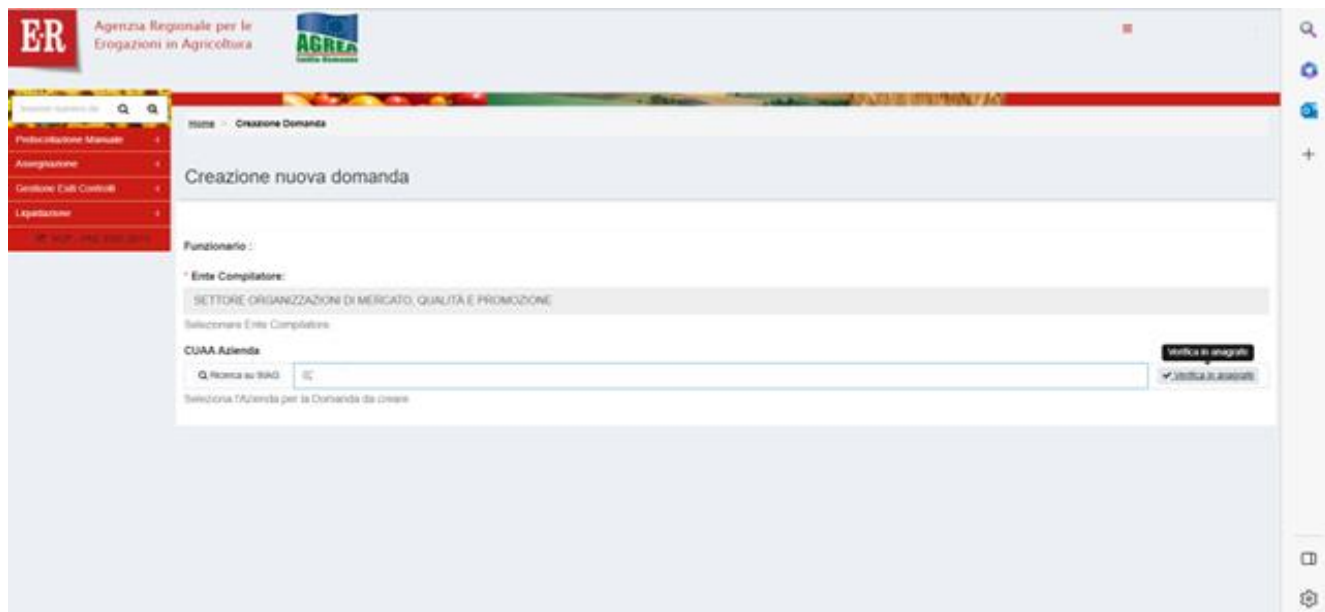 E-R
Agenzia Regionale per le
Erogazioni in Agricoltura
AGREA
Emilia Romagna
Home > Creazione Domanda
Protocollazione Manuale
Assegnazione
Gestione Esiti Controlli
Liquidazione
Creazione nuova domanda
Funzionario :
* Ente Compilatore:
SETTORE ORGANIZZAZIONI DI MERCATO, QUALITÀ E PROMOZIONE
Selezionare Ente Compilatore
CUAA Azienda
Verifica in anagrafe
Ricerca su
Verifica in anagrafe
Seleziona l'Azienda per la Domanda da creare